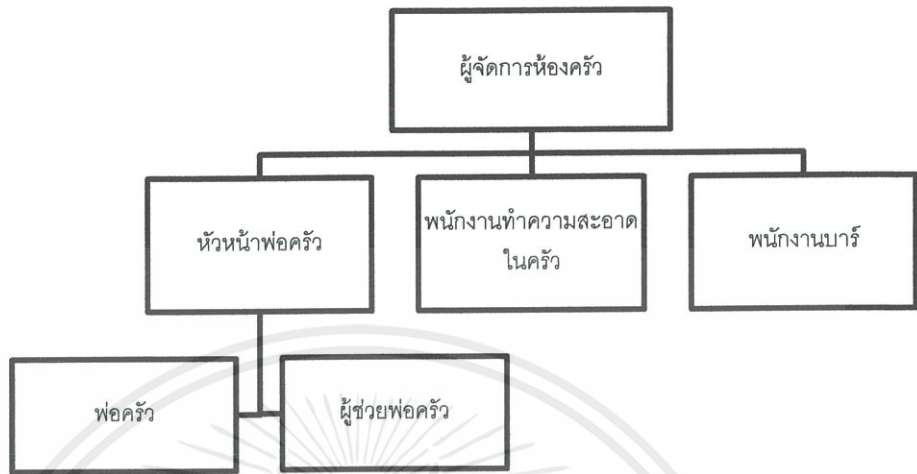 ผู้จัดการห้องครัว
หัวหน้าพ่อครัว
พนักงานทำความสะอาด
ในครัว
พนักงานบาร์
พ่อครัว
ผู้ช่วยพ่อครัว